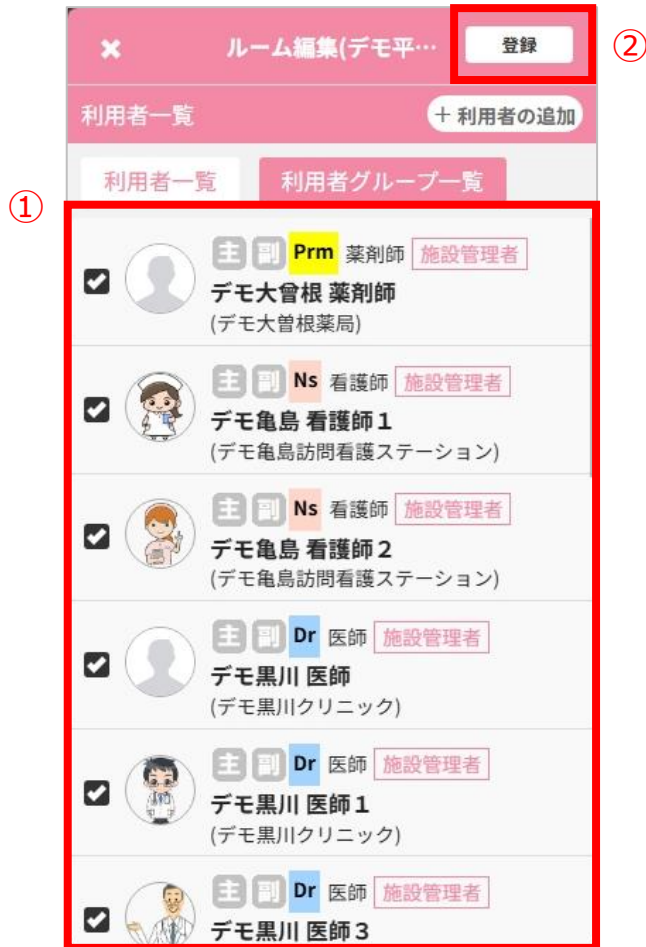 ルーム編集(デモ平… 登録 ②
利用者一覧 +利用者の追加
利用者一覧 利用者グループ一覧
①
主 副 Prm 薬剤師 施設管理者
デモ大曾根 薬剤師
(デモ大曽根薬局)
主 副 Ns 看護師 施設管理者
デモ亀島 看護師1
(デモ亀島訪問看護ステーション)
主 副 Ns 看護師 施設管理者
デモ亀島 看護師2
(デモ亀島訪問看護ステーション)
主 副 Dr 医師 施設管理者
デモ黒川 医師
(デモ黒川クリニック)
主 副 Dr 医師 施設管理者
デモ黒川 医師1
(デモ黒川クリニック)
主 副 Dr 医師 施設管理者
デモ黒川 医師3